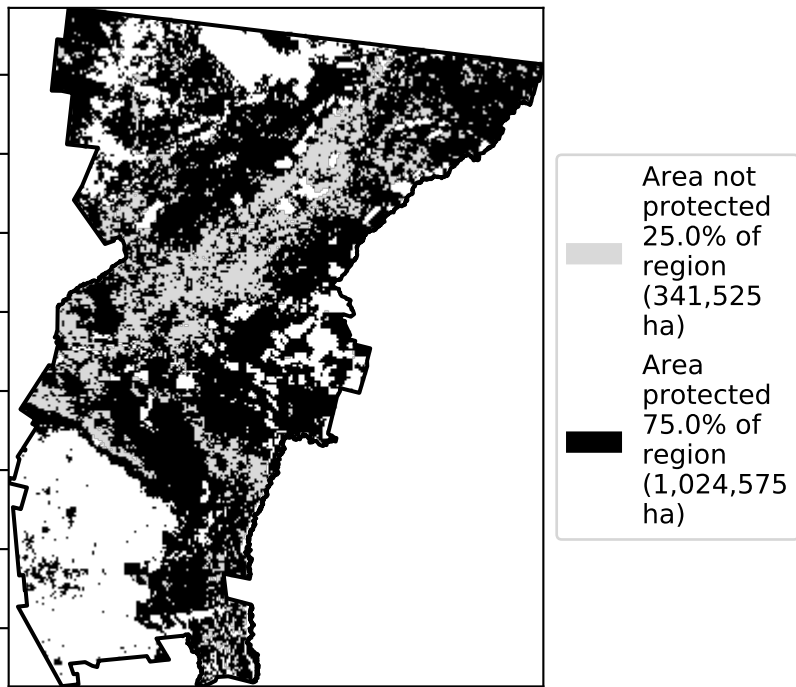 Area not
protected
25.0% of
region
(341,525
ha)
Area
protected
75.0% of
region
(1,024,575
ha)